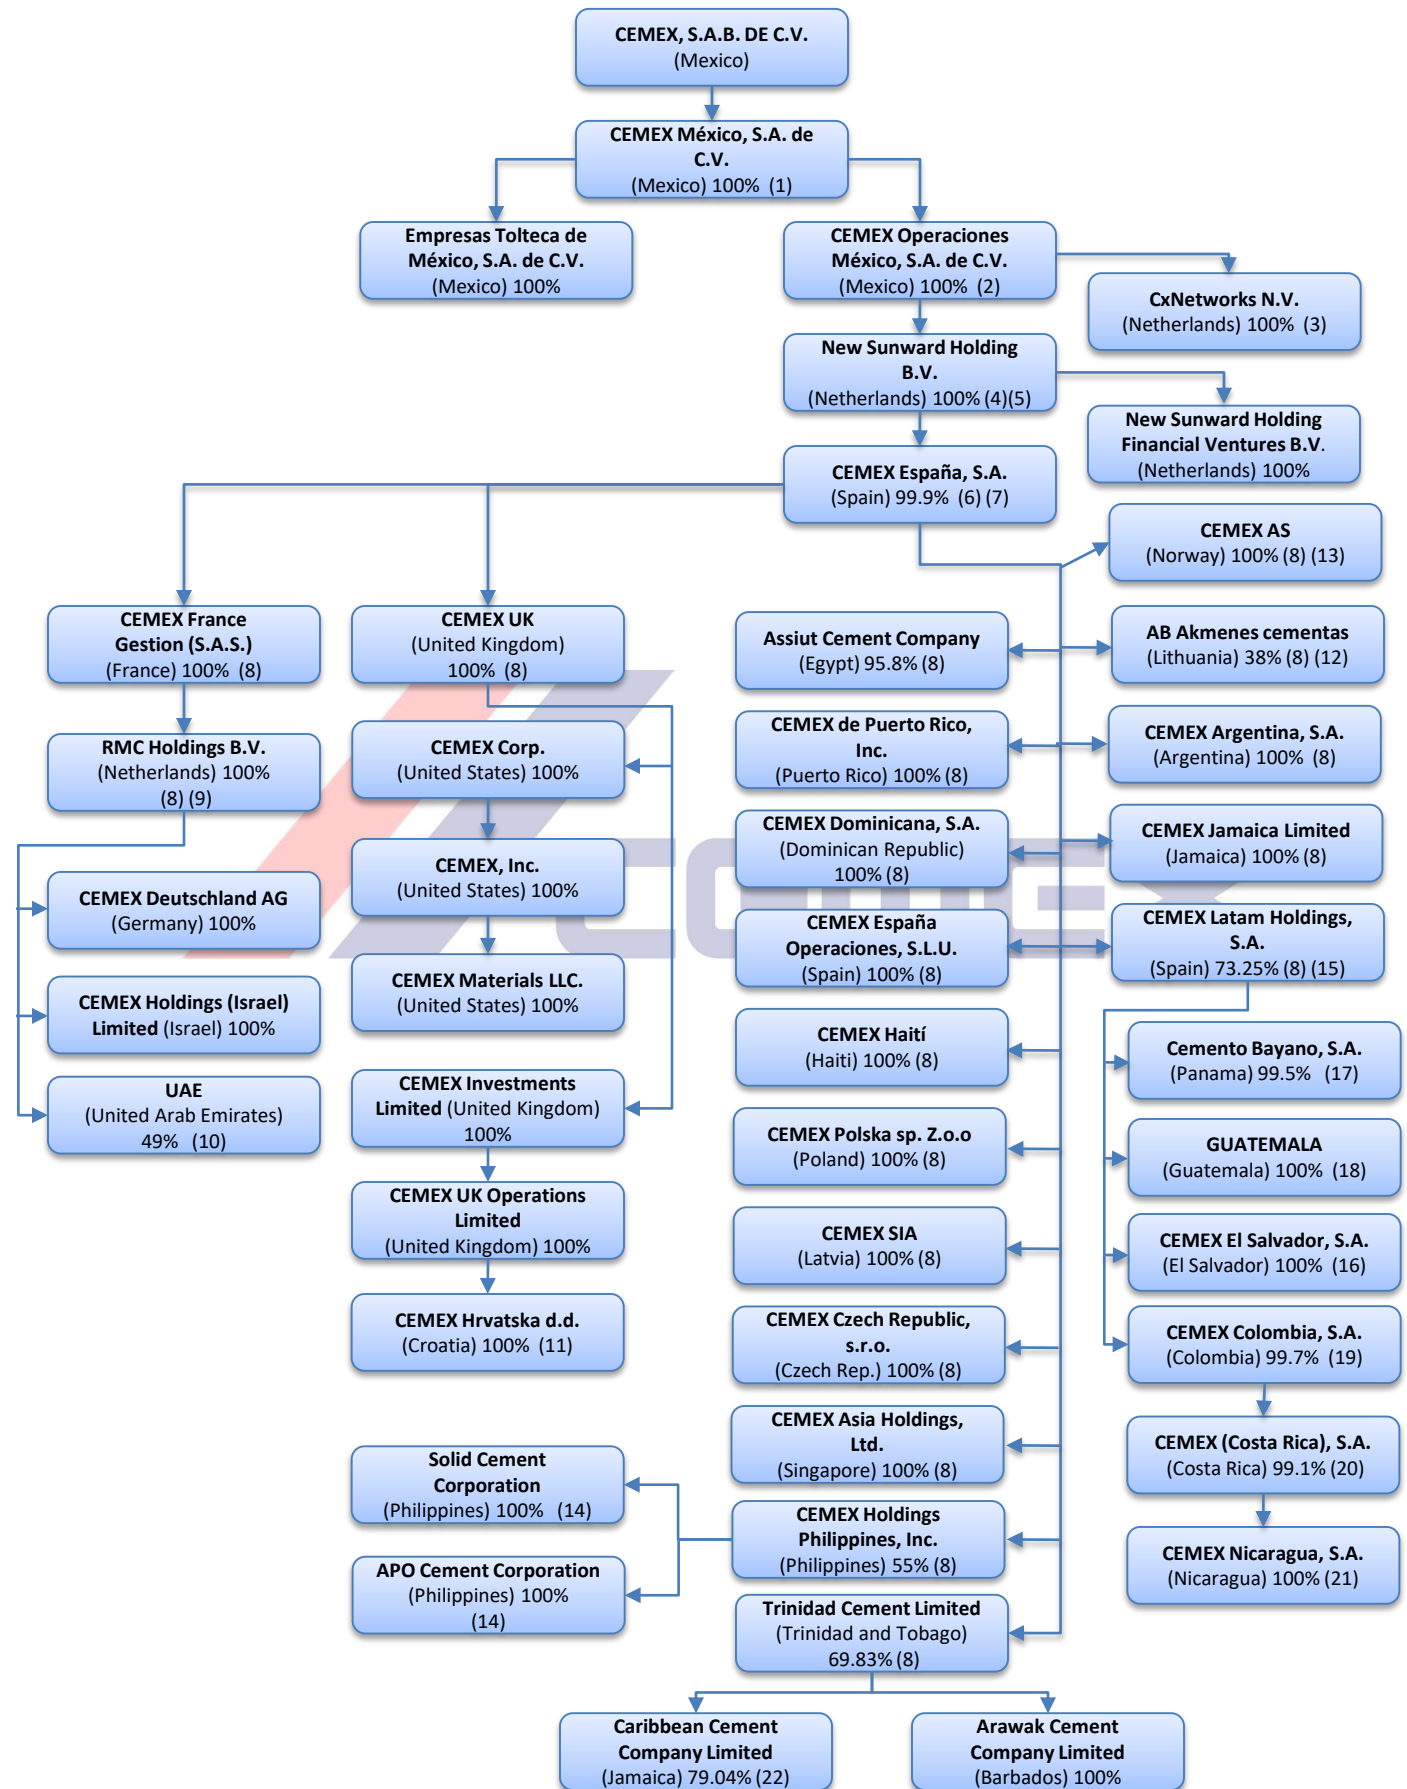 CEMEX, S.A.B. DE C.V.
(Mexico)
CEMEX México, S.A. de
C.V.
(Mexico) 100% (1)
Empresas Tolteca de
México, S.A. de C.V.
(Mexico) 100%
CEMEX Operaciones
México, S.A. de C.V.
(Mexico) 100% (2)
CxNetworks N.V.
(Netherlands) 100% (3)
New Sunward Holding
B.V.
(Netherlands) 100% (4)(5)
New Sunward Holding
Financial Ventures B.V.
(Netherlands) 100%
CEMEX España, S.A.
(Spain) 99.9% (6) (7)
CEMEX AS
(Norway) 100% (8) (13)
CEMEX France
Gestion (S.A.S.)
(France) 100% (8)
CEMEX UK
(United Kingdom)
100% (8)
Assiut Cement Company
(Egypt) 95.8% (8)
AB Akmenes cementas
(Lithuania) 38% (8) (12)
RMC Holdings B.V.
(Netherlands) 100%
(8) (9)
CEMEX Corp.
(United States) 100%
CEMEX de Puerto Rico,
Inc.
(Puerto Rico) 100% (8)
CEMEX Argentina, S.A.
(Argentina) 100% (8)
CEMEX, Inc.
(United States) 100%
CEMEX Dominicana, S.A.
(Dominican Republic)
100% (8)
CEMEX Jamaica Limited
(Jamaica) 100% (8)
CEMEX Deutschland AG
(Germany) 100%
CEMEX Materials LLC.
(United States) 100%
CEMEX España
Operaciones, S.L.U.
(Spain) 100% (8)
CEMEX Latam Holdings,
S.A.
(Spain) 73.25% (8) (15)
CEMEX Holdings (Israel)
Limited (Israel) 100%
CEMEX Haití
(Haiti) 100% (8)
Cemento Bayano, S.A.
(Panama) 99.5% (17)
UAE
(United Arab Emirates)
49% (10)
CEMEX Investments
Limited (United Kingdom)
100%
CEMEX Polska sp. Z.o.o
(Poland) 100% (8)
GUATEMALA
(Guatemala) 100% (18)
CEMEX UK Operations
Limited
(United Kingdom) 100%
CEMEX SIA
(Latvia) 100% (8)
CEMEX El Salvador, S.A.
(El Salvador) 100% (16)
CEMEX Hrvatska d.d.
(Croatia) 100% (11)
CEMEX Czech Republic,
s.r.o.
(Czech Rep.) 100% (8)
CEMEX Colombia, S.A.
(Colombia) 99.7% (19)
CEMEX Asia Holdings,
Ltd.
(Singapore) 100% (8)
CEMEX (Costa Rica), S.A.
(Costa Rica) 99.1% (20)
Solid Cement
Corporation
(Philippines) 100% (14)
CEMEX Holdings
Philippines, Inc.
(Philippines) 55% (8)
CEMEX Nicaragua, S.A.
(Nicaragua) 100% (21)
APO Cement Corporation
(Philippines) 100%
(14)
Trinidad Cement Limited
(Trinidad and Tobago)
69.83% (8)
Caribbean Cement
Company Limited
(Jamaica) 79.04% (22)
Arawak Cement
Company Limited
(Barbados) 100%